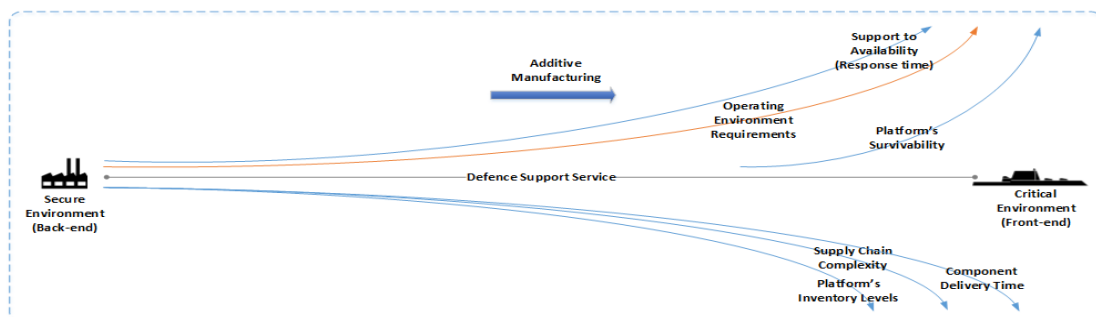 Support to
Availability
(Response time)
Additive
Manufacturing
Operating
Environment
Requirements
Platform's
Survivability
Defence Support Service
Secure
Environment
(Back-end)
Critical
Environment
(Front-end)
Supply Chain
Complexity
Platform's
Inventory Levels
Component
Delivery Time